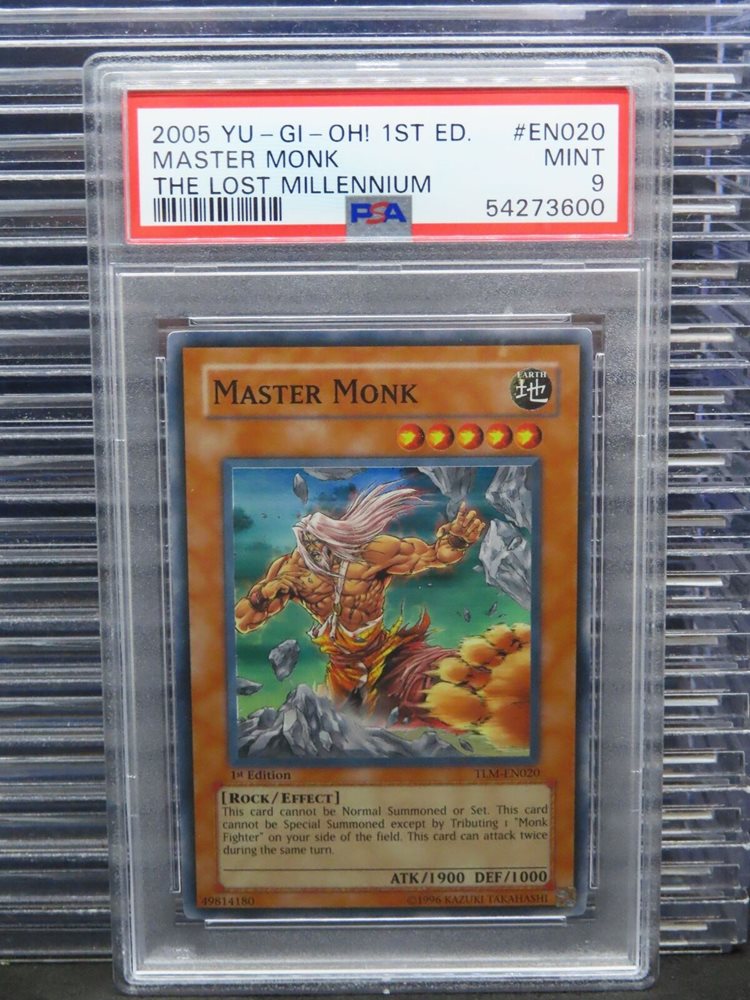 2005 YU-GI-OH! 1ST ED. #EN020
MASTER MONK MINT
THE LOST MILLENNIUM 9
PSA 54273600
MASTER MONK
EARTH
地
1st Edition TLM-EN020
[ROCK/EFFECT]
This card cannot be Normal Summoned or Set. This card
cannot be Special Summoned except by Tributing 1 "Monk
Fighter" on your side of the field. This card can attack twice
during the same turn.
ATK/1900 DEF/1000
49814180 ©1996 KAZUKI TAKAHASHI